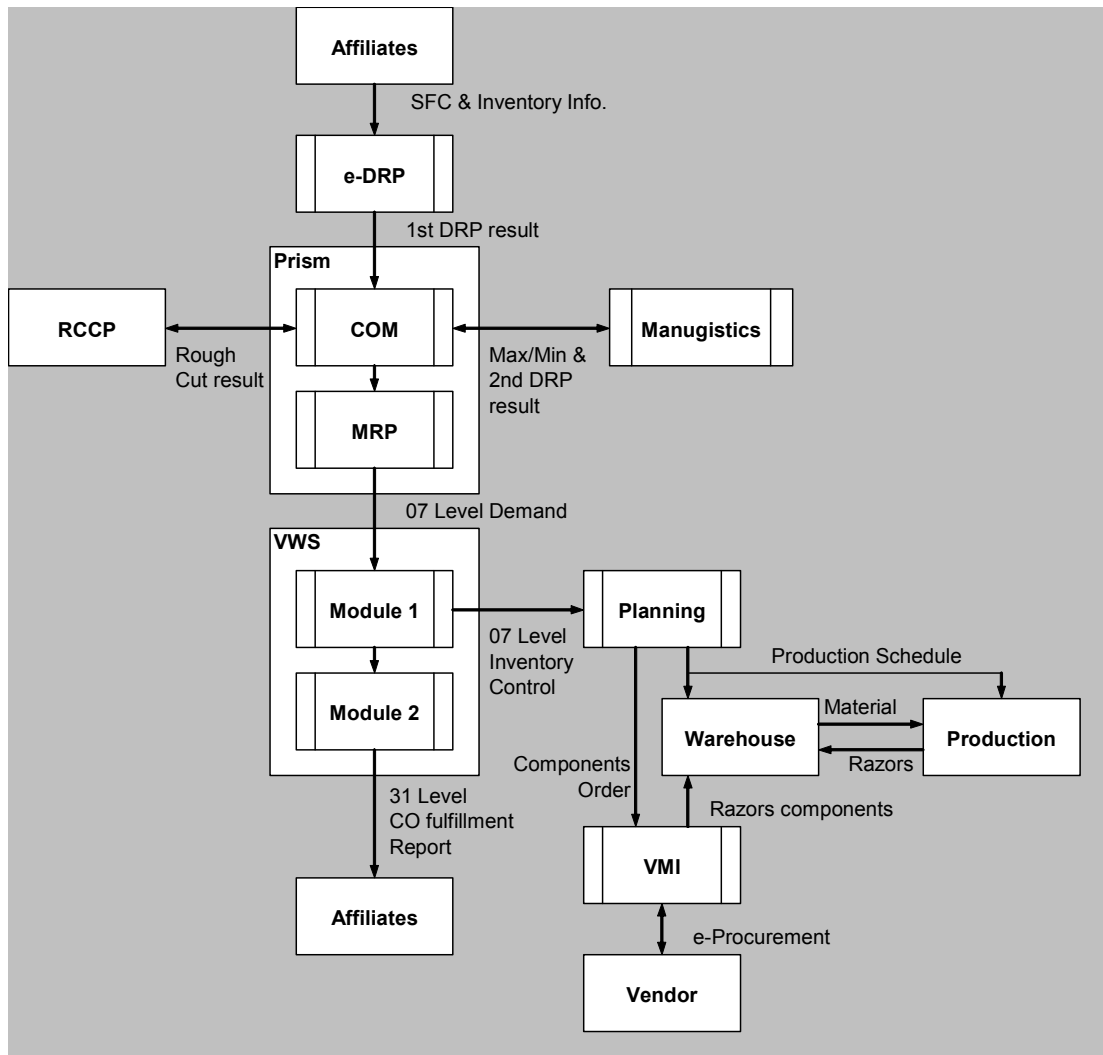 Affiliates
SFC & Inventory Info.
e-DRP
1st DRP result
Prism
RCCP
COM
Manugistics
Rough
Cut result
Max/Min &
2nd DRP
result
MRP
07 Level Demand
VWS
Module 1
Planning
07 Level
Inventory
Control
Production Schedule
Module 2
Warehouse
Material
Razors
Production
Components
Order
31 Level
CO fulfillment
Report
Razors components
VMI
Affiliates
e-Procurement
Vendor